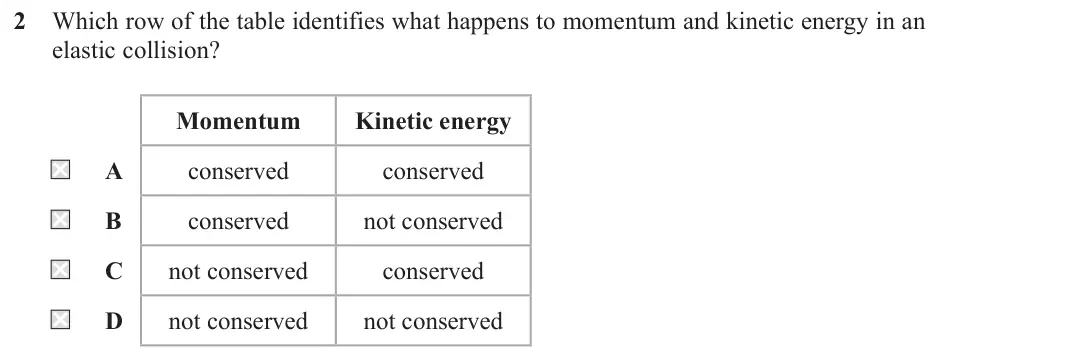 2 Which row of the table identifies what happens to momentum and kinetic energy in an
elastic collision?
Momentum Kinetic energy
A conserved conserved
B conserved not conserved
C not conserved conserved
D not conserved not conserved